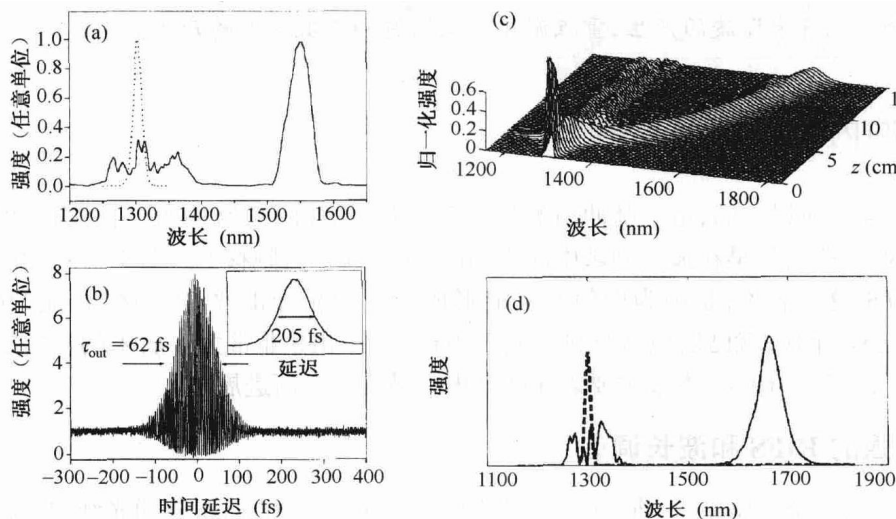 (a)
强度（任意单位）
1.0
0.8
0.6
0.4
0.2
0.0
1200 1300 1400 1500 1600
波长 (nm)
(b)
强度（任意单位）
8
6
4
2
0
τout = 62 fs
205 fs
延迟
−300 −200 −100 0 100 200 300 400
时间延迟 (fs)
(c)
归一化强度
0.6
0.4
0.2
0
1200
1400
1600
1800
波长 (nm)
0
5
10
z (cm
(d)
强度
1100 1300 1500 1700 1900
波长 (nm)